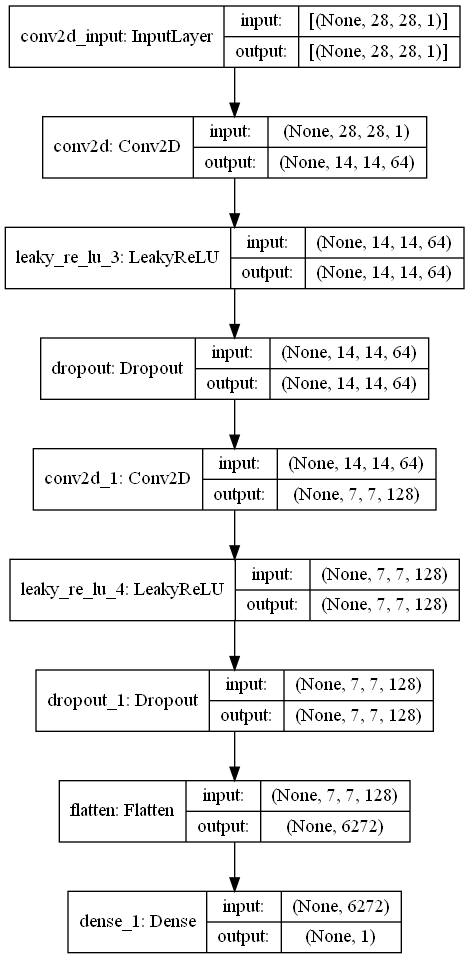 conv2d_input: InputLayer
input:
[(None, 28, 28, 1)]
output:
[(None, 28, 28, 1)]
conv2d: Conv2D
input:
(None, 28, 28, 1)
output:
(None, 14, 14, 64)
leaky_re_lu_3: LeakyReLU
input:
(None, 14, 14, 64)
output:
(None, 14, 14, 64)
dropout: Dropout
input:
(None, 14, 14, 64)
output:
(None, 14, 14, 64)
conv2d_1: Conv2D
input:
(None, 14, 14, 64)
output:
(None, 7, 7, 128)
leaky_re_lu_4: LeakyReLU
input:
(None, 7, 7, 128)
output:
(None, 7, 7, 128)
dropout_1: Dropout
input:
(None, 7, 7, 128)
output:
(None, 7, 7, 128)
flatten: Flatten
input:
(None, 7, 7, 128)
output:
(None, 6272)
dense_1: Dense
input:
(None, 6272)
output:
(None, 1)